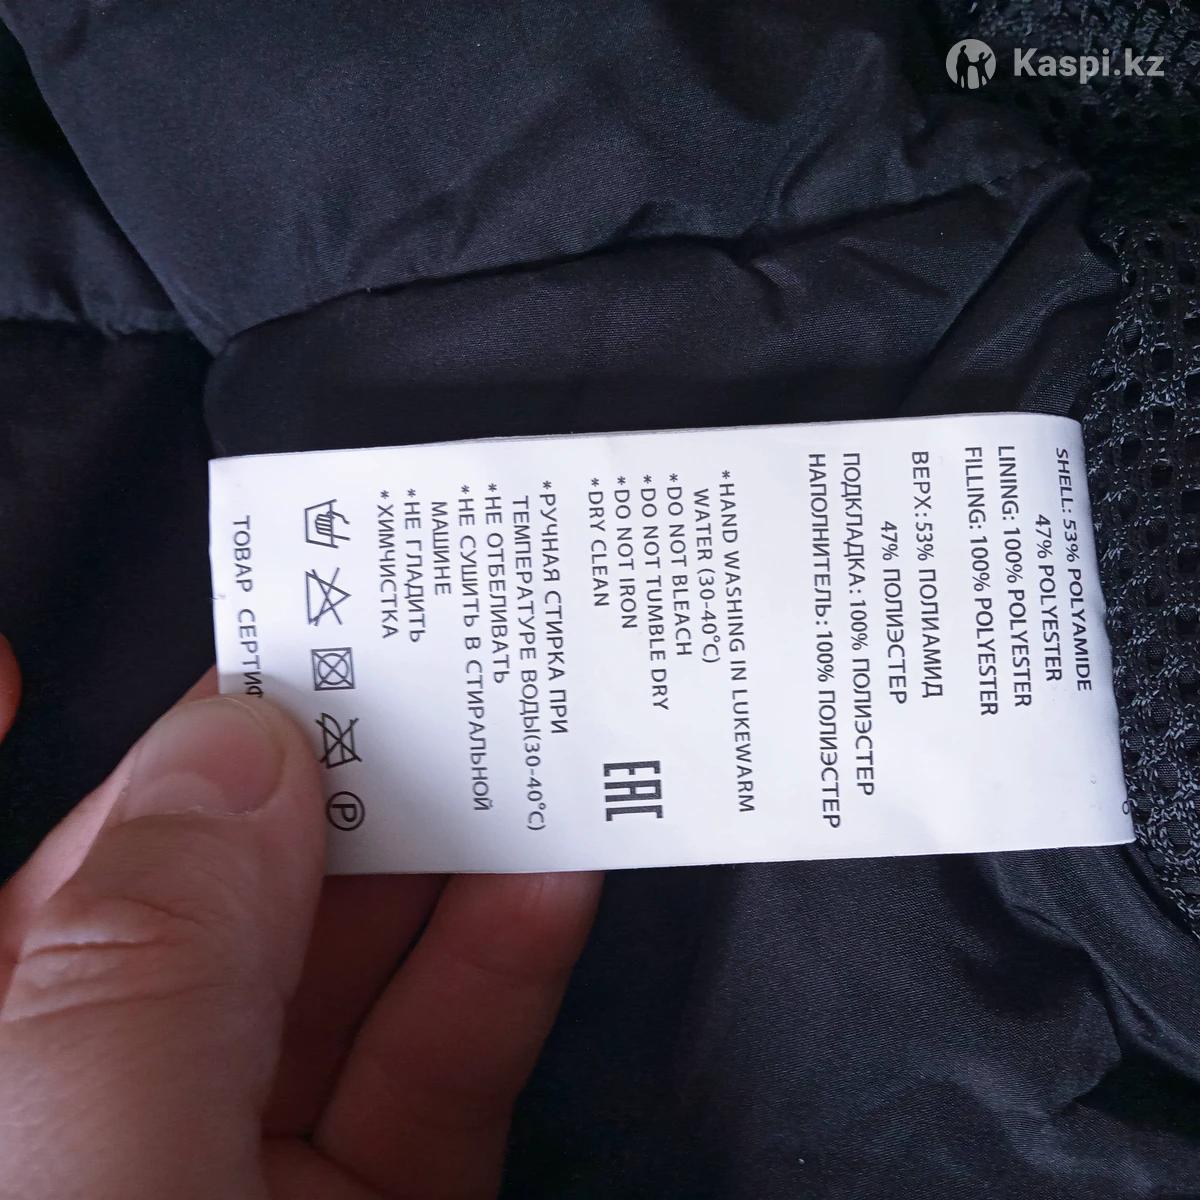 Kaspi.kz
SHELL: 53% POLYAMIDE
47% POLYESTER
LINING: 100% POLYESTER
FILLING: 100% POLYESTER
ВЕРХ: 53% ПОЛИАМИД
47% ПОЛИЭСТЕР
ПОДКЛАДКА: 100% ПОЛИЭСТЕР
НАПОЛНИТЕЛЬ: 100% ПОЛИЭСТЕР
*HAND WASHING IN LUKEWARM
WATER (30-40°C)
*DO NOT BLEACH
*DO NOT TUMBLE DRY
*DO NOT IRON
*DRY CLEAN
EAC
*РУЧНАЯ СТИРКА ПРИ
ТЕМПЕРАТУРЕ ВОДЫ(30-40°C)
*НЕ ОТБЕЛИВАТЬ
*НЕ СУШИТЬ В СТИРАЛЬНОЙ
МАШИНЕ
*НЕ ГЛАДИТЬ
*ХИМЧИСТКА
P
ТОВАР СЕРТИФ